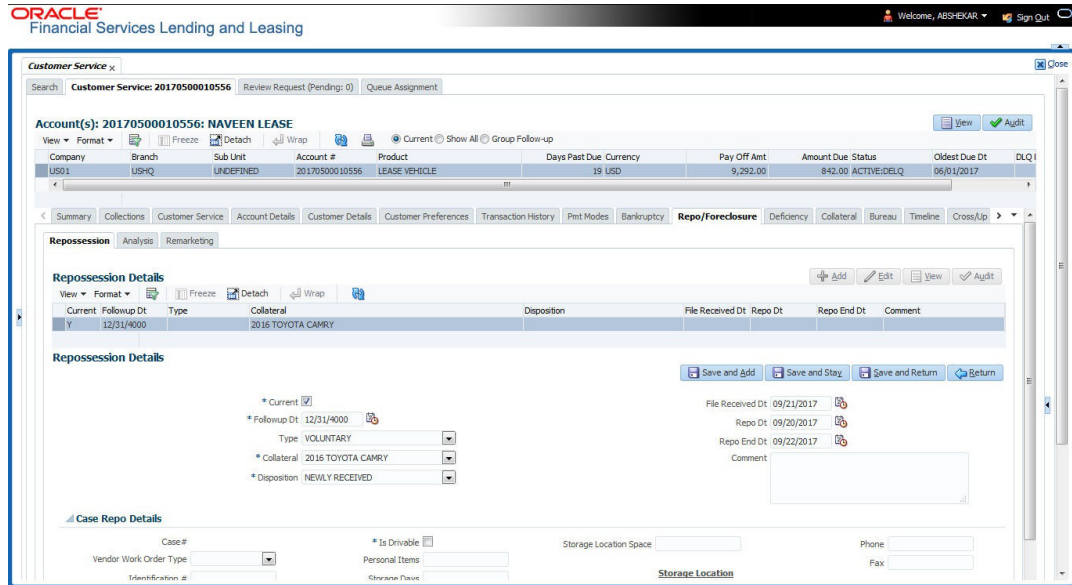 ORACLE
Financial Services Lending and Leasing
Welcome, ABSHEKAR Sign Out
Customer Service Close
Search Customer Service: 20170500010556 Review Request (Pending: 0) Queue Assignment
Account(s): 20170500010556: NAVEEN LEASE View Audit
View Format Freeze Detach Wrap Current Show All Group Follow-up
Company Branch Sub Unit Account # Product Days Past Due Currency Pay Off Amt Amount Due Status Oldest Due Dt DLQ
US01 USHQ UNDEFINED 20170500010556 LEASE VEHICLE 19 USD 9,292.00 842.00 ACTIVE:DELQ 06/01/2017
Summary Collections Customer Service Account Details Customer Details Customer Preferences Transaction History Pmt Modes Bankruptcy Repo/Foreclosure Deficiency Collateral Bureau Timeline Cross/Up
Repossession Analysis Remarketing
Repossession Details Add Edit View Audit
View Format Freeze Detach Wrap
Current Followup Dt Type Collateral Disposition File Received Dt Repo Dt Repo End Dt Comment
Y 12/31/4000 2016 TOYOTA CAMRY
Repossession Details
Save and Add Save and Stay Save and Return Return
* Current File Received Dt 09/21/2017
* Followup Dt 12/31/4000 Repo Dt 09/20/2017
Type VOLUNTARY Repo End Dt 09/22/2017
* Collateral 2016 TOYOTA CAMRY Comment
* Disposition NEWLY RECEIVED
Case Repo Details
Case# * Is Drivable Storage Location Space Phone
Vendor Work Order Type Personal Items Fax
Identification # Storage Days Storage Location